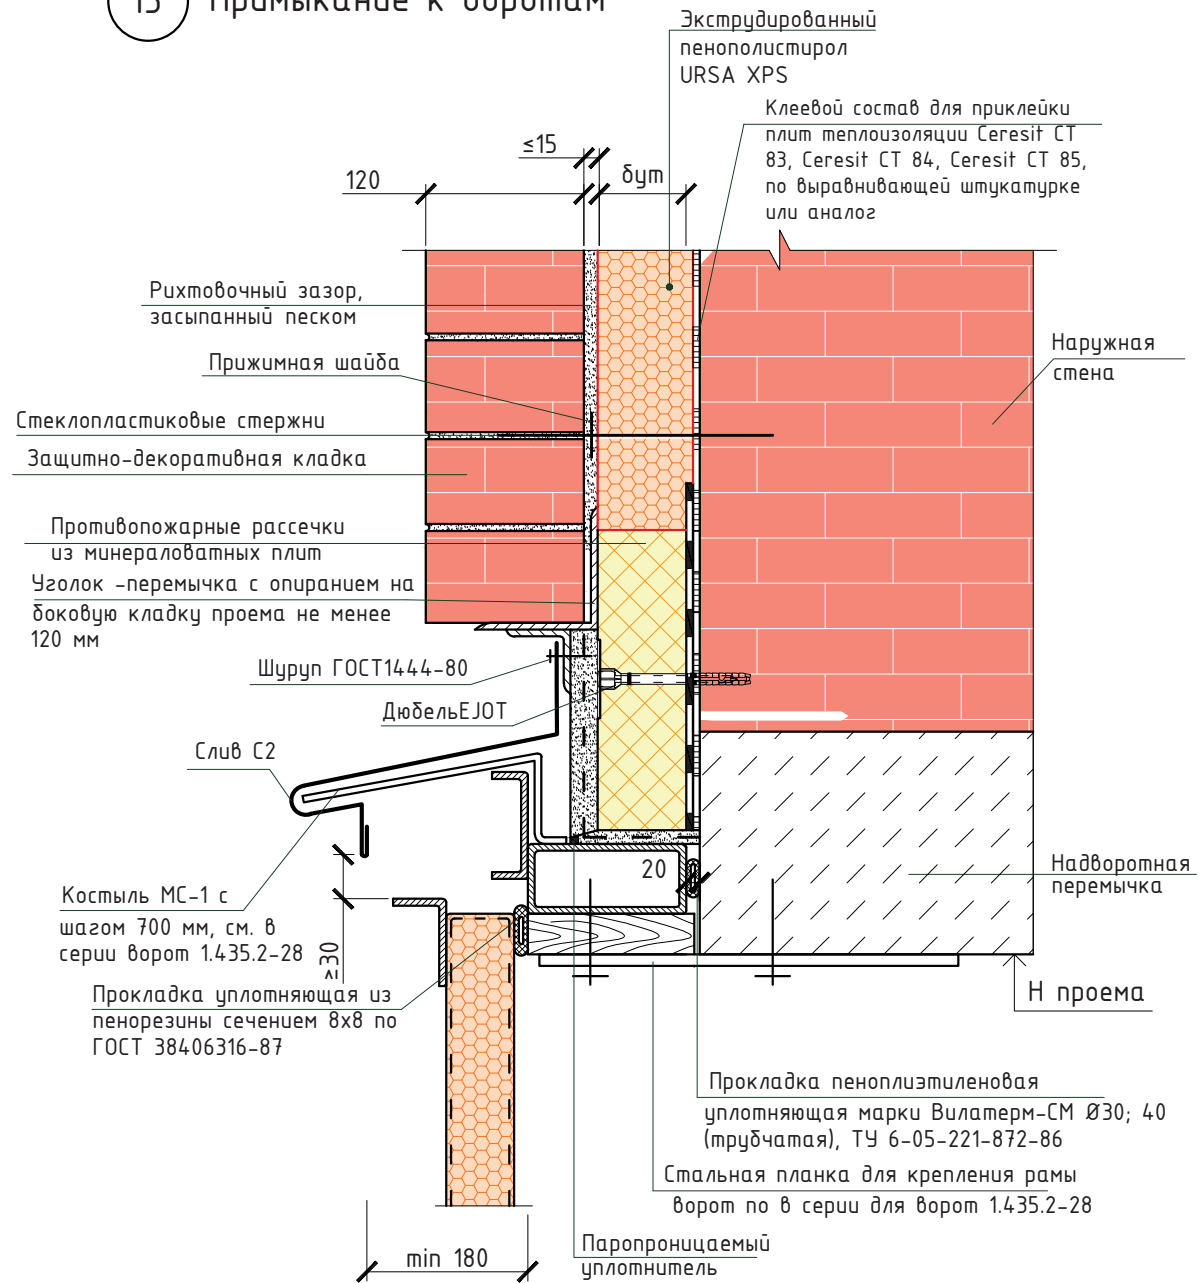 15 Примыкание к воротам
Экструдированный
пенополистирол
URSA XPS
Клеевой состав для приклейки
плит теплоизоляции Ceresit CT
83, Ceresit CT 84, Ceresit CT 85,
по выравнивающей штукатурке
или аналог
≤15
120
δут
Рихтовочный зазор,
засыпанный песком
Прижимная шайба
Стеклопластиковые стержни
Защитно-декоративная кладка
Противопожарные рассечки
из минераловатных плит
Уголок -перемычка с опиранием на
боковую кладку проема не менее
120 мм
Наружная
стена
Шуруп ГОСТ1444-80
ДюбельEJOT
Слив С2
20
Надворотная
перемычка
Костыль МС-1 с
шагом 700 мм, см. в
серии ворот 1.435.2-28
≥30
Прокладка уплотняющая из
пенорезины сечением 8х8 по
ГОСТ 38406316-87
Н проема
Прокладка пеноплиэтиленовая
уплотняющая марки Вилатерм-СМ Ø30; 40
(трубчатая), ТУ 6-05-221-872-86
Стальная планка для крепления рамы
ворот по в серии для ворот 1.435.2-28
Паропроницаемый
уплотнитель
min 180